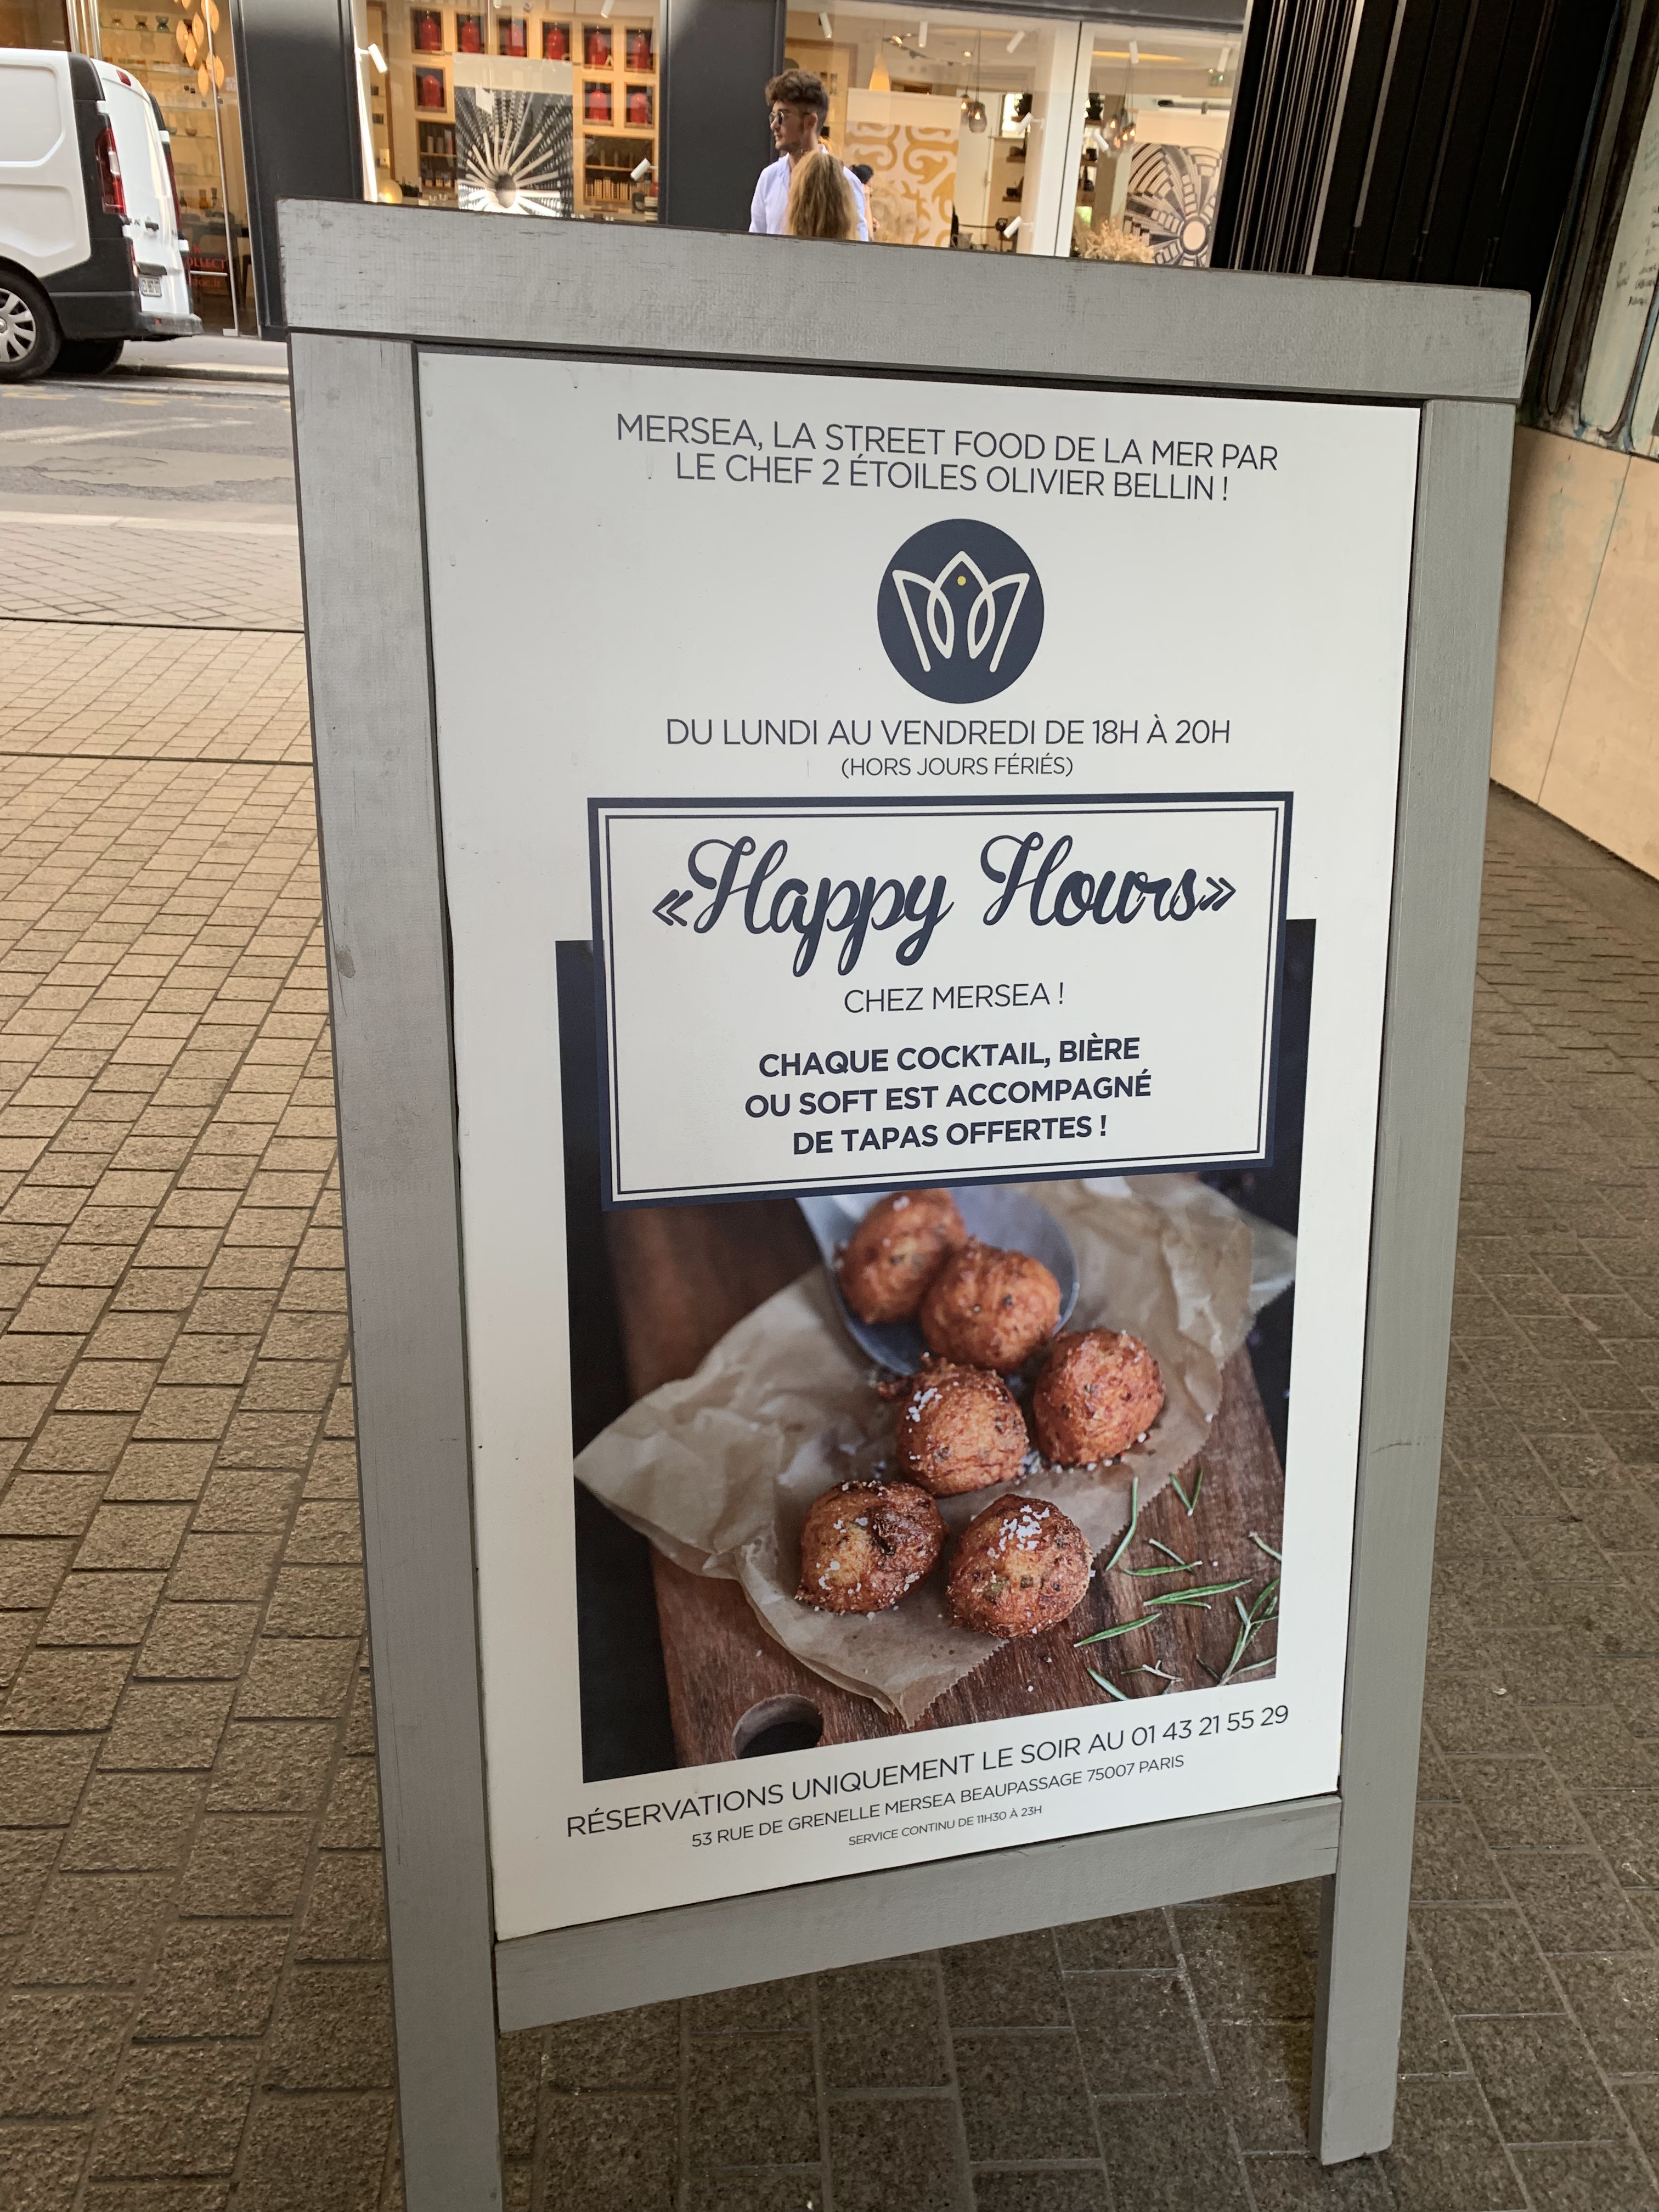 MERSEA, LA STREET FOOD DE LA MER PAR
LE CHEF 2 ÉTOILES OLIVIER BELLIN !
DU LUNDI AU VENDREDI DE 18H À 20H
(HORS JOURS FÉRIÉS)
«Happy Hours»
CHEZ MERSEA !
CHAQUE COCKTAIL, BIÈRE
OU SOFT EST ACCOMPAGNÉ
DE TAPAS OFFERTES !
RÉSERVATIONS UNIQUEMENT LE SOIR AU 01 43 21 55 29
53 RUE DE GRENELLE MERSEA BEAUPASSAGE 75007 PARIS
SERVICE CONTINU DE 11H30 À 23H